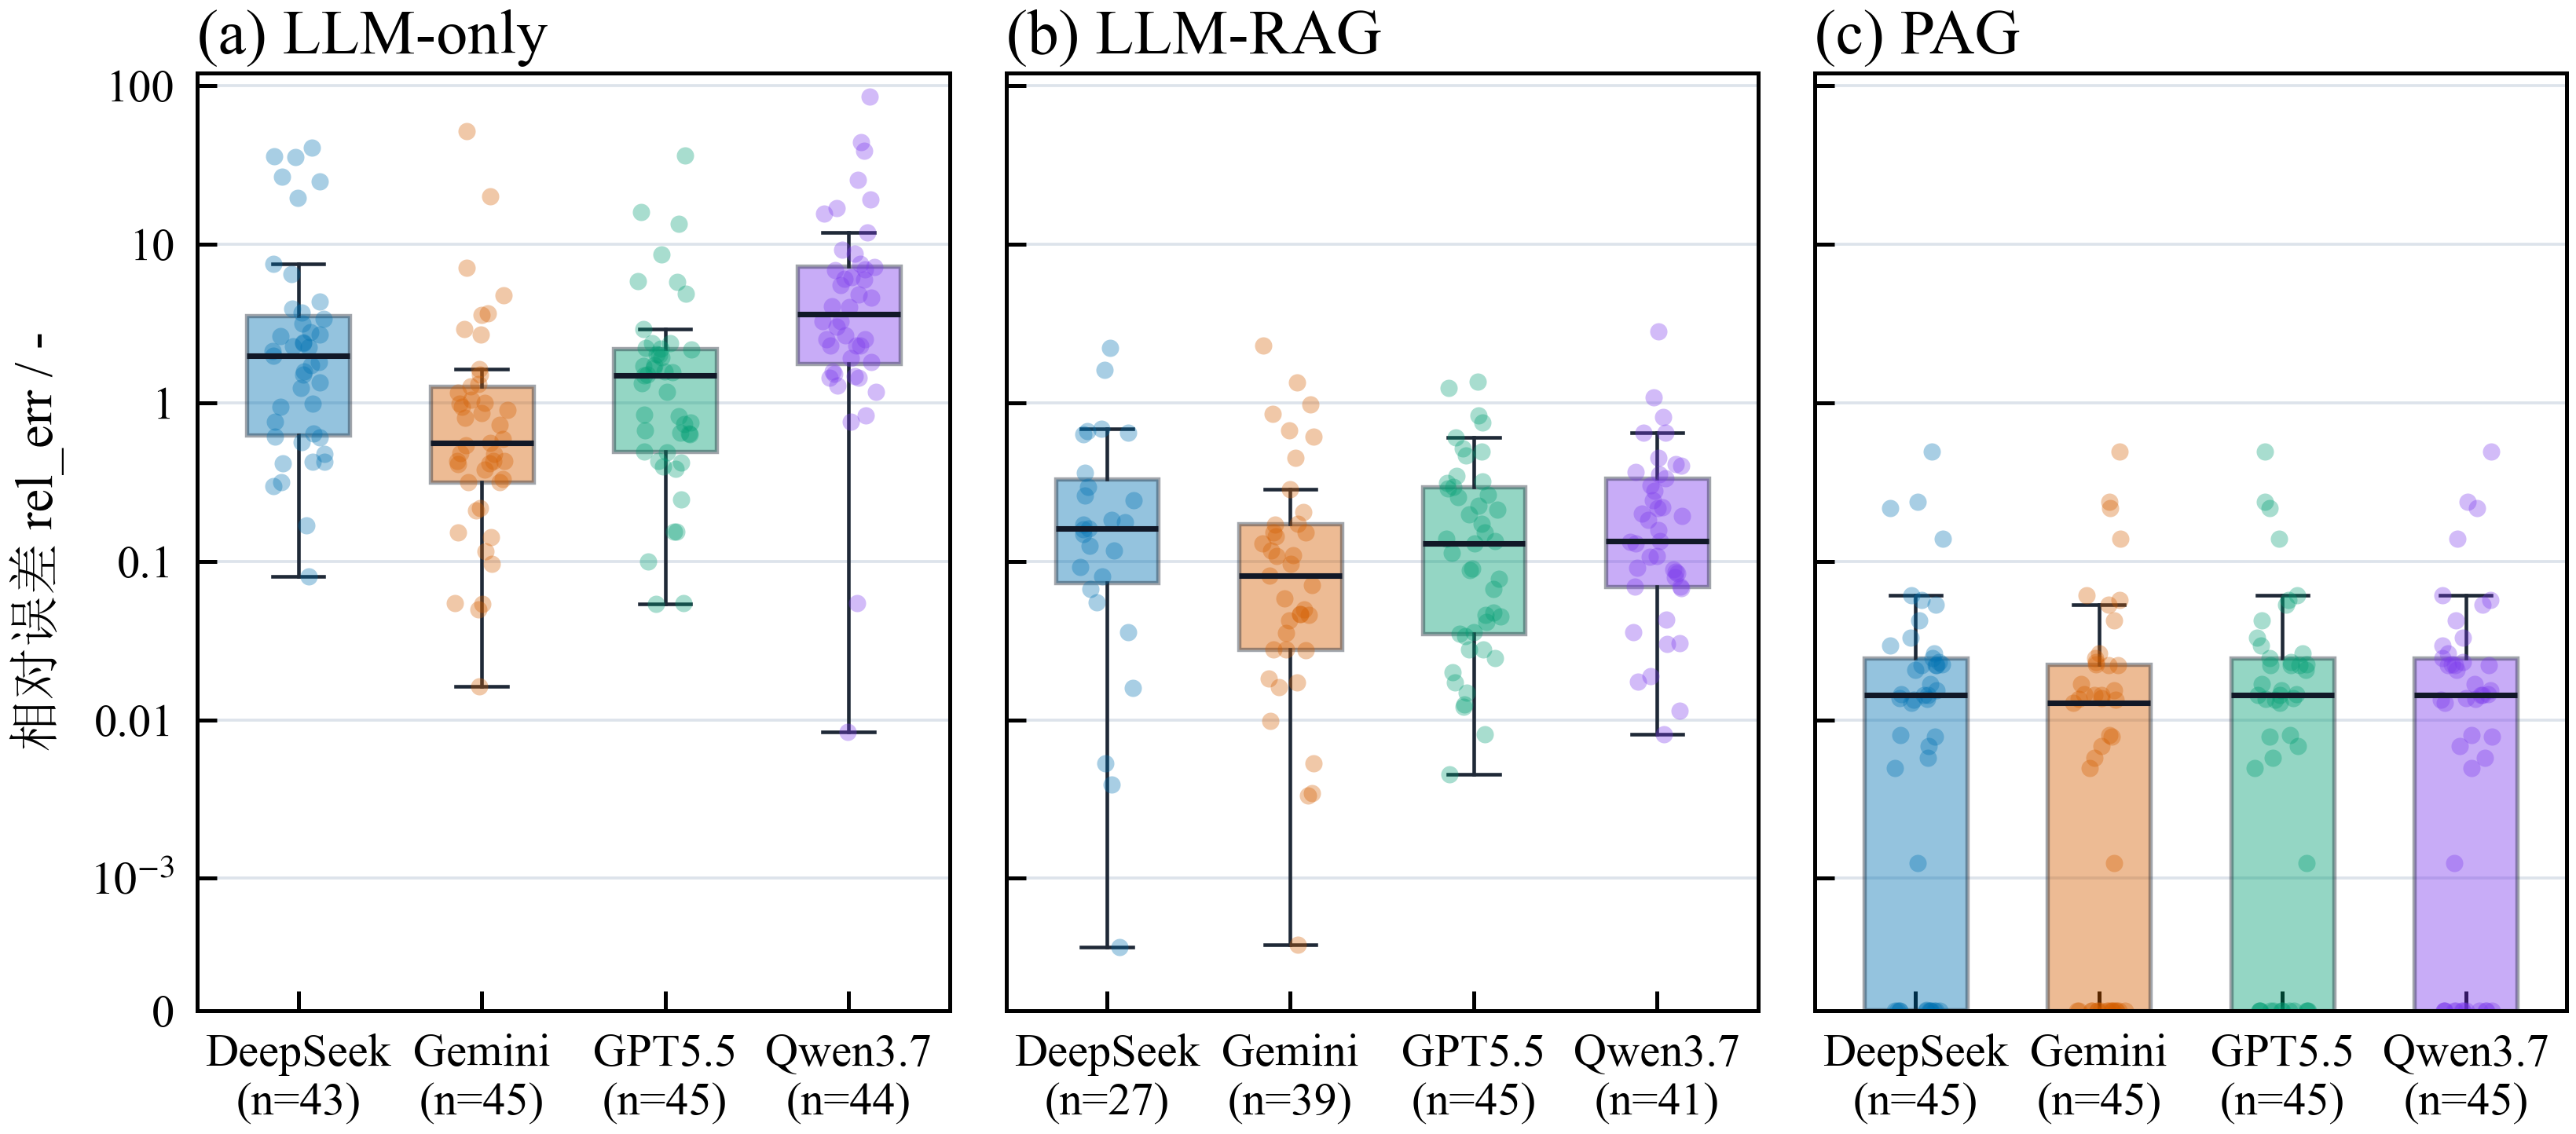 (a) LLM-only
(b) LLM-RAG
(c) PAG
相对误差 rel_err / -
100
10
1
0.1
0.01
10⁻³
0
DeepSeek Gemini GPT5.5 Qwen3.7
(n=43) (n=45) (n=45) (n=44)
DeepSeek Gemini GPT5.5 Qwen3.7
(n=27) (n=39) (n=45) (n=41)
DeepSeek Gemini GPT5.5 Qwen3.7
(n=45) (n=45) (n=45) (n=45)